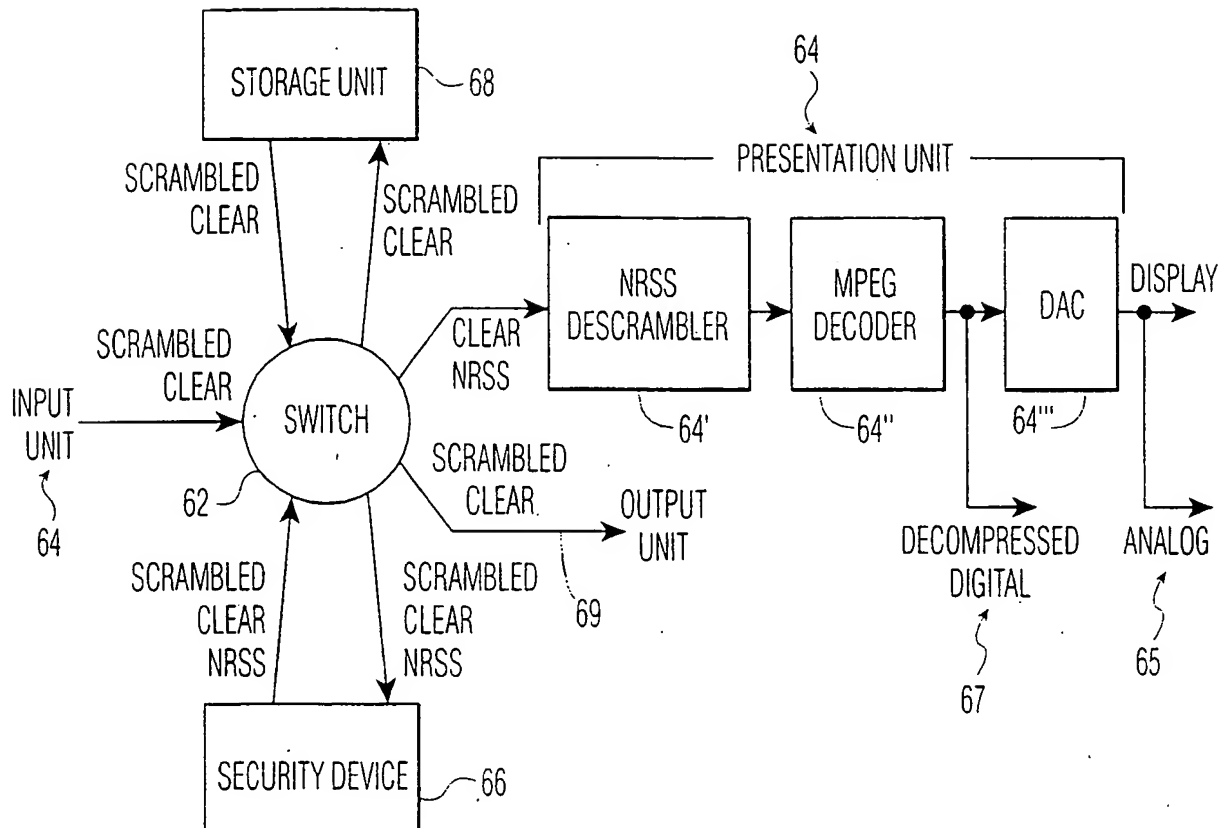 STORAGE UNIT
68
SCRAMBLED
CLEAR
SCRAMBLED
CLEAR
64
PRESENTATION UNIT
NRSS
DESCRAMBLER
64'
MPEG
DECODER
64"
DAC
64'"
DISPLAY
CLEAR
NRSS
SCRAMBLED
CLEAR
INPUT
UNIT
64
SWITCH
62
SCRAMBLED
CLEAR
69
OUTPUT
UNIT
DECOMPRESSED
DIGITAL
67
ANALOG
65
SCRAMBLED
CLEAR
NRSS
SCRAMBLED
CLEAR
NRSS
SECURITY DEVICE
66